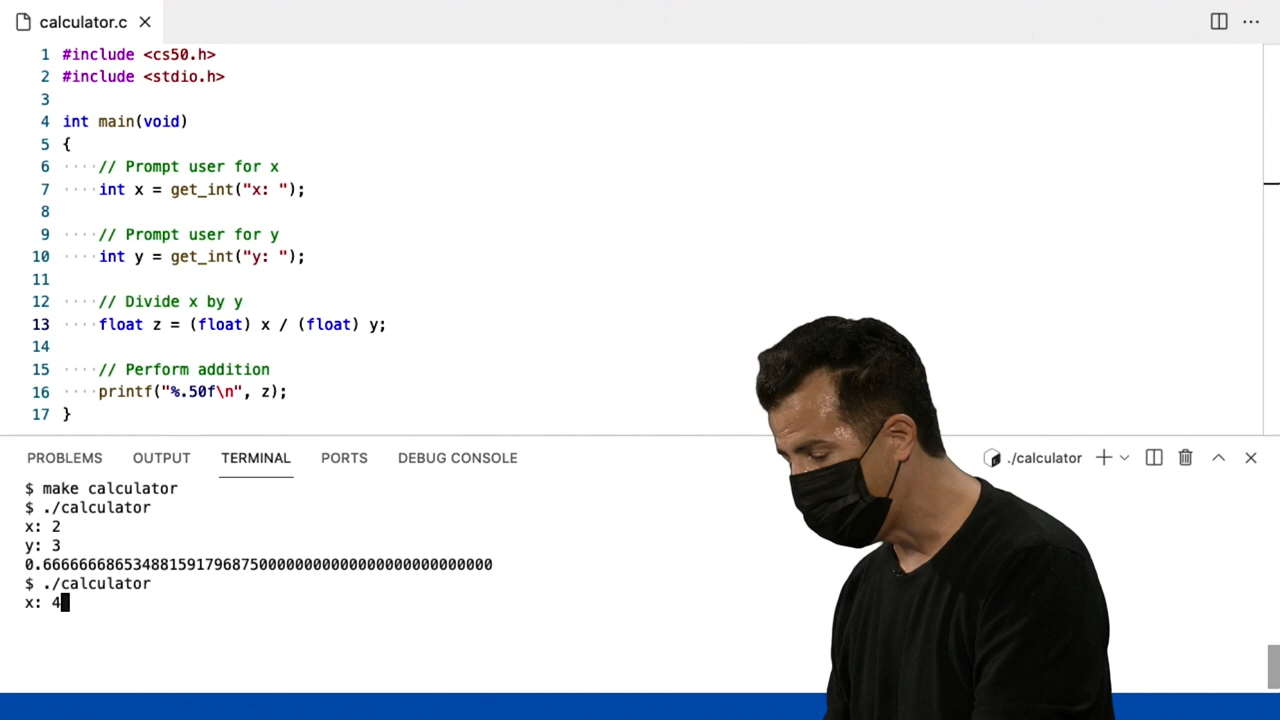 calculator.c
1 #include <cs50.h>
2 #include <stdio.h>
3
4 int main(void)
5 {
6 ····// Prompt user for x
7 ····int x = get_int("x: ");
8
9 ····// Prompt user for y
10 ····int y = get_int("y: ");
11
12 ····// Divide x by y
13 ····float z = (float) x / (float) y;
14
15 ····// Perform addition
16 ····printf("%.50f\n", z);
17 }
PROBLEMS OUTPUT TERMINAL PORTS DEBUG CONSOLE ./calculator
$ make calculator
$ ./calculator
x: 2
y: 3
0.66666668653488159179687500000000000000000000000000
$ ./calculator
x: 4